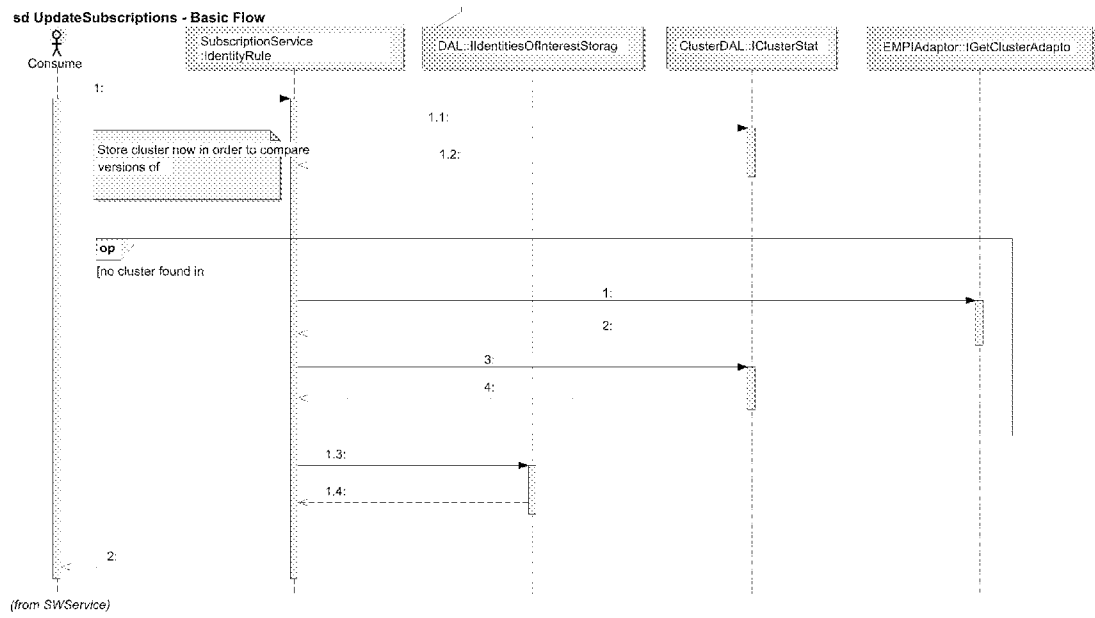 sd UpdateSubscriptions - Basic Flow
Consume
SubscriptionService
:IdentityRule
DAL::IIdentitiesOfInterestStorag
ClusterDAL::IClusterStat
EMPIAdaptor::IGetClusterAdapto
1:
1.1:
Store cluster now in order to compare
versions of
1.2:
op
[no cluster found in
1:
2:
3:
4:
1.3:
1.4:
2:
(from SWService)